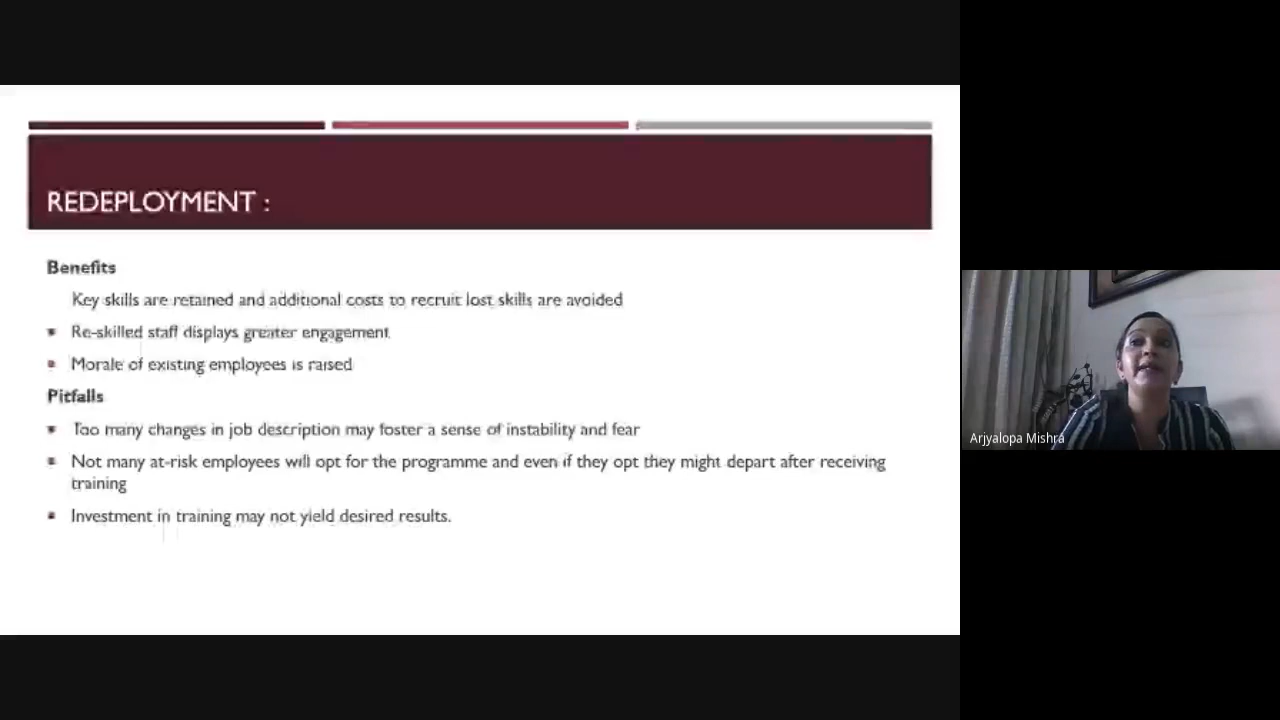 REDEPLOYMENT :
Benefits
Key skills are retained and additional costs to recruit lost skills are avoided
Re-skilled staff displays greater engagement
Morale of existing employees is raised
Pitfalls
Too many changes in job description may foster a sense of instability and fear
Not many at-risk employees will opt for the programme and even if they opt they might depart after receiving
training
Investment in training may not yield desired results.
Arjyalopa Mishra